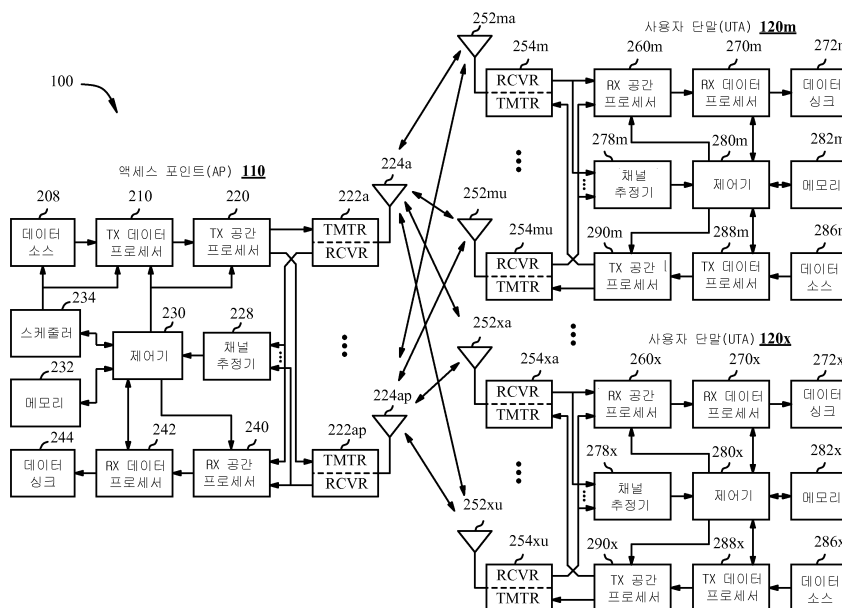 100
액세스 포인트(AP) 110
208
데이터
소스
210
TX 데이터
프로세서
220
TX 공간
프로세서
222a
TMTR
RCVR
224a
234
스케줄러
230
제어기
228
채널
추정기
232
메모리
244
데이터
싱크
242
RX 데이터
프로세서
240
RX 공간
프로세서
222ap
TMTR
RCVR
224ap
사용자 단말(UTA) 120m
252ma
254m
RCVR
TMTR
260m
RX 공간
프로세서
270m
RX 데이터
프로세서
272m
데이터
싱크
278m
채널
추정기
280m
제어기
282m
메모리
252mu
254mu
RCVR
TMTR
290m
TX 공간
프로세서
288m
TX 데이터
프로세서
286m
데이터
소스
사용자 단말(UTA) 120x
252xa
254xa
RCVR
TMTR
260x
RX 공간
프로세서
270x
RX 데이터
프로세서
272x
데이터
싱크
278x
채널
추정기
280x
제어기
282x
메모리
252xu
254xu
RCVR
TMTR
290x
TX 공간
프로세서
288x
TX 데이터
프로세서
286x
데이터
소스